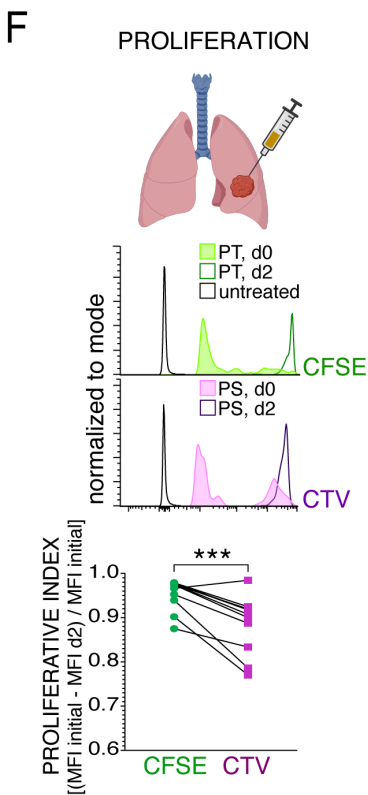 F
PROLIFERATION
PT, d0
PT, d2
untreated
CFSE
PS, d0
PS, d2
CTV
normalized to mode
***
PROLIFERATIVE INDEX
[(MFI initial - MFI d2) / MFI initial]
1.0
0.9
0.8
0.7
0.6
CFSE CTV